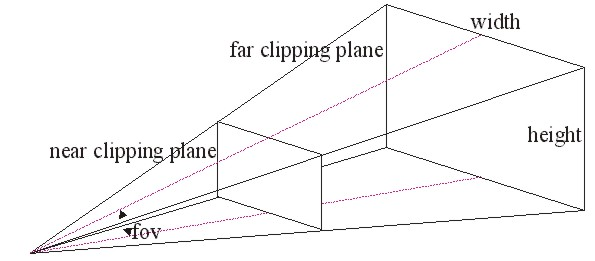 width
far clipping plane
height
near clipping plane
fov